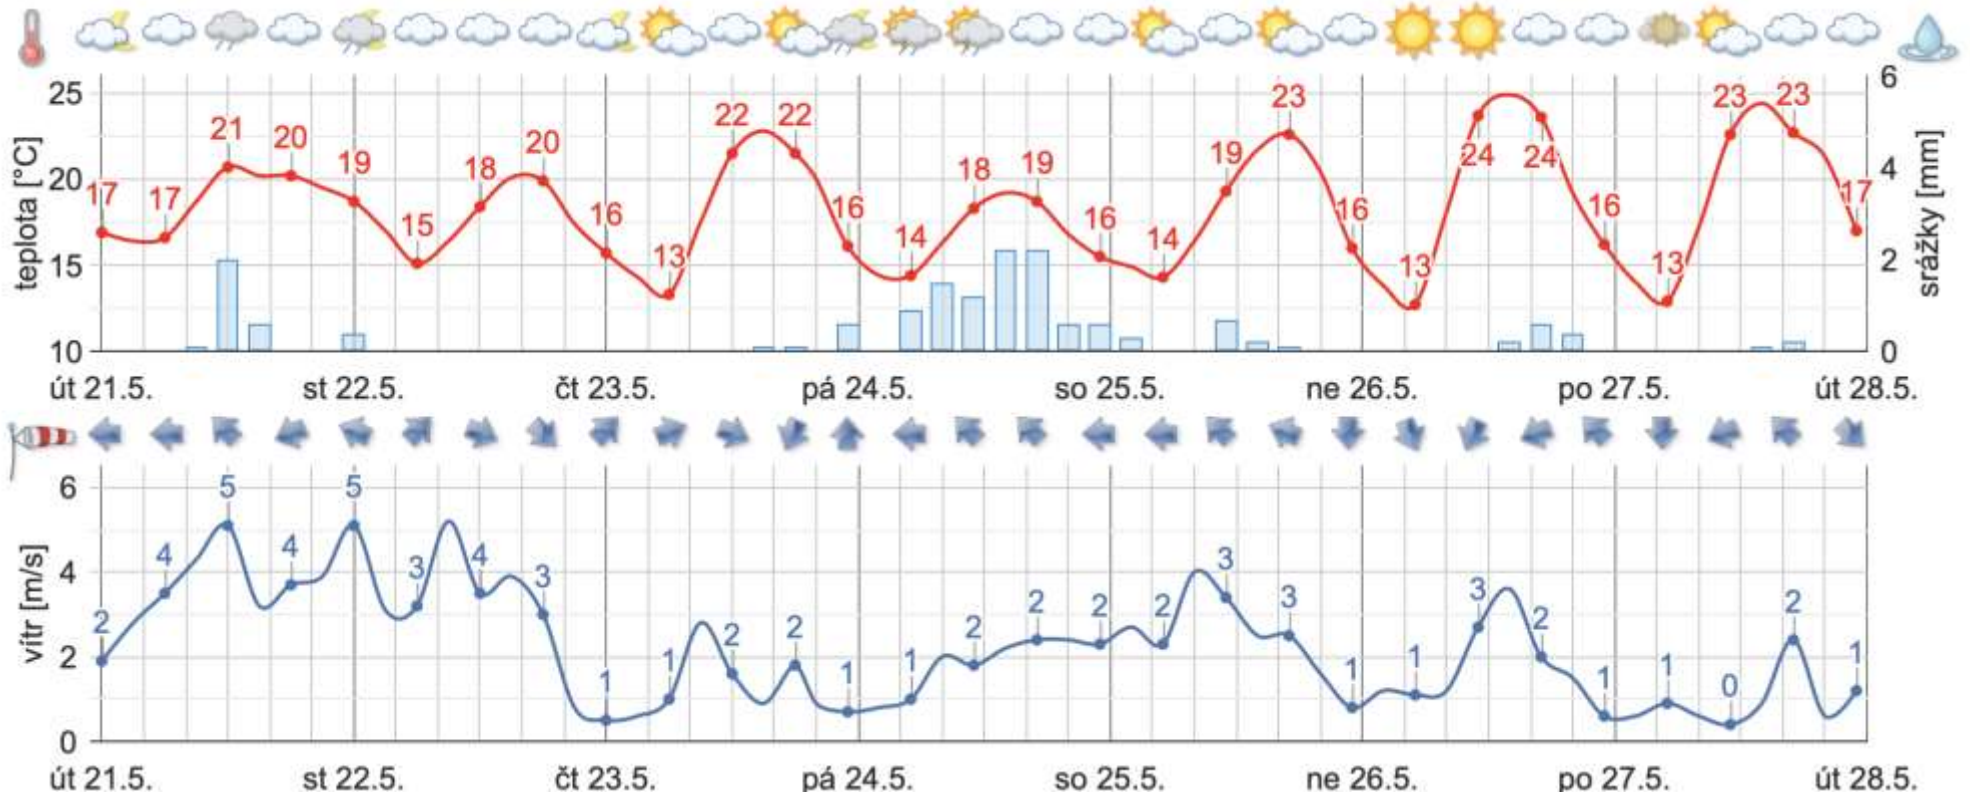 teplota [°C]
25
20
15
10
17 17 21 20 19 15 18 20 16 13 22 22 16 14 18 19 16 14 19 23 16 13 24 24 16 13 23 23 17
srážky [mm]
6
4
2
0
út 21.5. st 22.5. čt 23.5. pá 24.5. so 25.5. ne 26.5. po 27.5. út 28.5.
vítr [m/s]
6
4
2
0
2 4 5 4 5 3 4 3 1 1 2 2 1 1 2 2 2 2 3 3 1 1 3 2 1 1 0 2 1
út 21.5. st 22.5. čt 23.5. pá 24.5. so 25.5. ne 26.5. po 27.5. út 28.5.